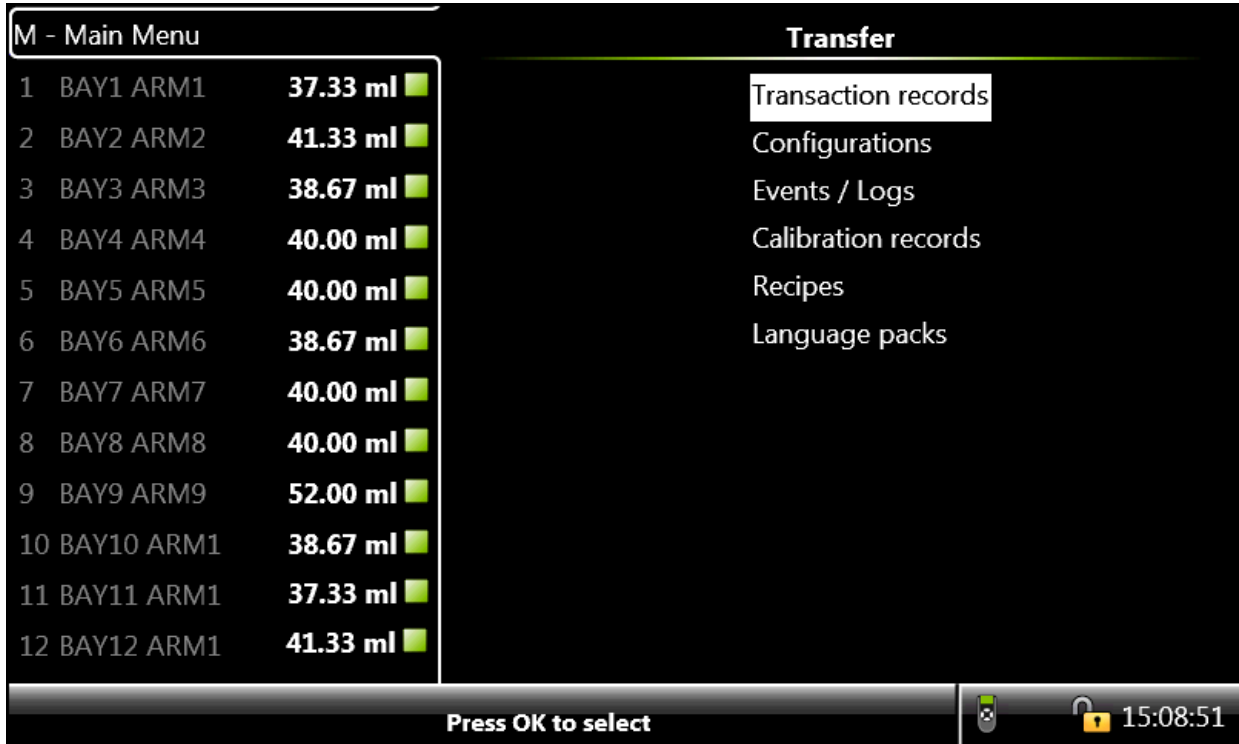 M - Main Menu
1 BAY1 ARM1 37.33 ml
2 BAY2 ARM2 41.33 ml
3 BAY3 ARM3 38.67 ml
4 BAY4 ARM4 40.00 ml
5 BAY5 ARM5 40.00 ml
6 BAY6 ARM6 38.67 ml
7 BAY7 ARM7 40.00 ml
8 BAY8 ARM8 40.00 ml
9 BAY9 ARM9 52.00 ml
10 BAY10 ARM1 38.67 ml
11 BAY11 ARM1 37.33 ml
12 BAY12 ARM1 41.33 ml
Transfer
Transaction records
Configurations
Events / Logs
Calibration records
Recipes
Language packs
Press OK to select
15:08:51